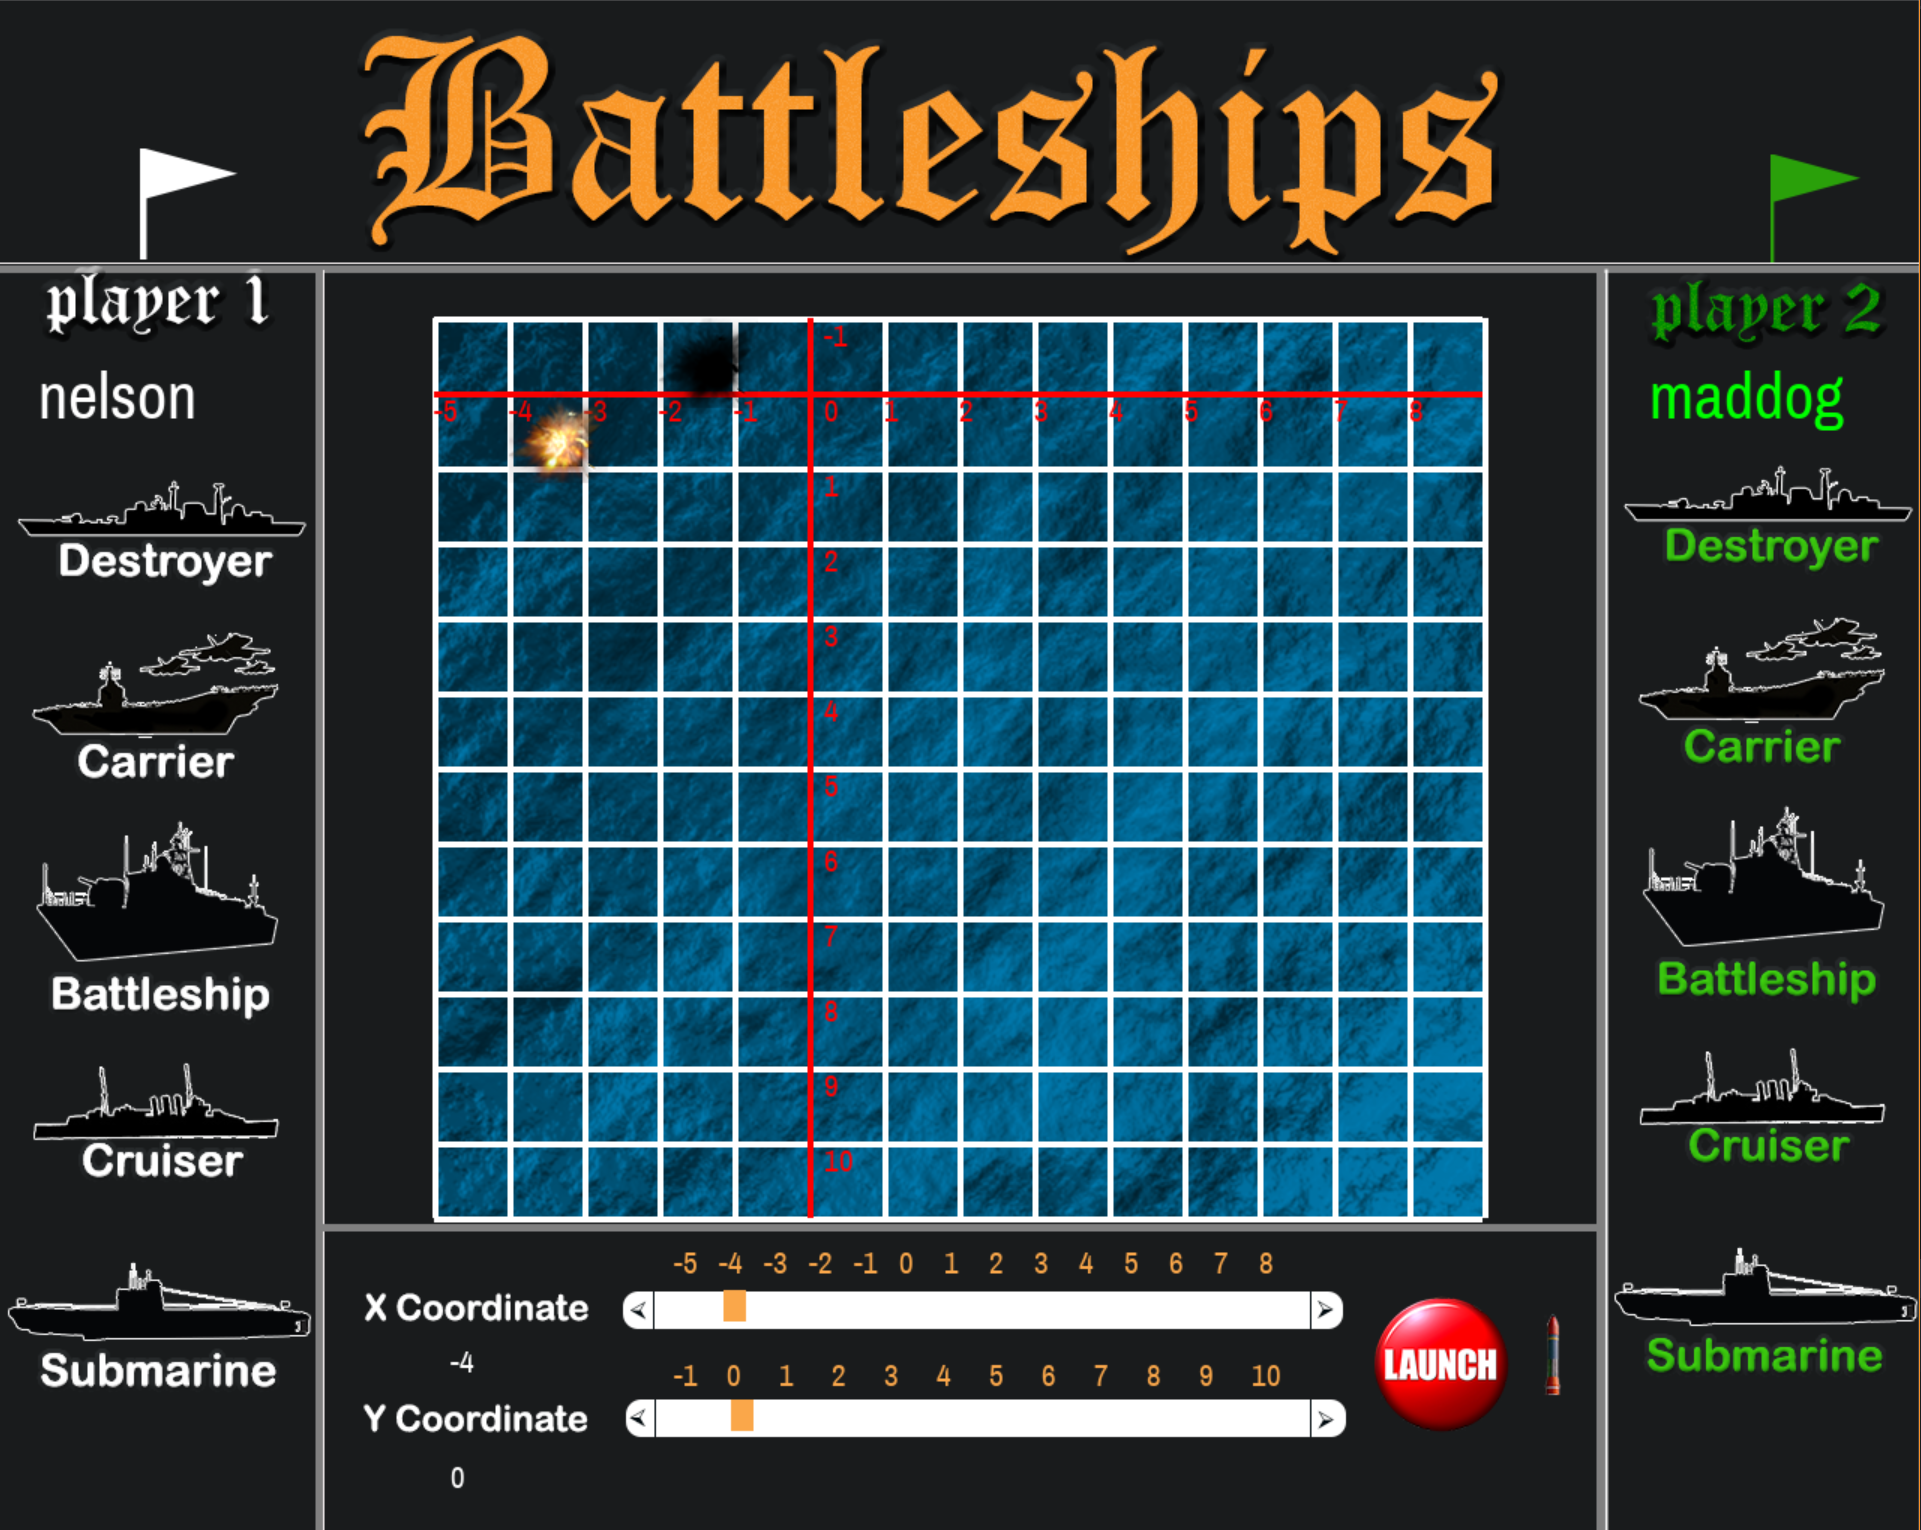 Battleships
player 1
nelson
Destroyer
Carrier
Battleship
Cruiser
Submarine
-1
-5 -4 -3 -2 -1 0 1 2 3 4 5 6 7 8
1
2
3
4
5
6
7
8
9
10
-5 -4 -3 -2 -1 0 1 2 3 4 5 6 7 8
X Coordinate
-4
-1 0 1 2 3 4 5 6 7 8 9 10
Y Coordinate
0
LAUNCH
player 2
maddog
Destroyer
Carrier
Battleship
Cruiser
Submarine